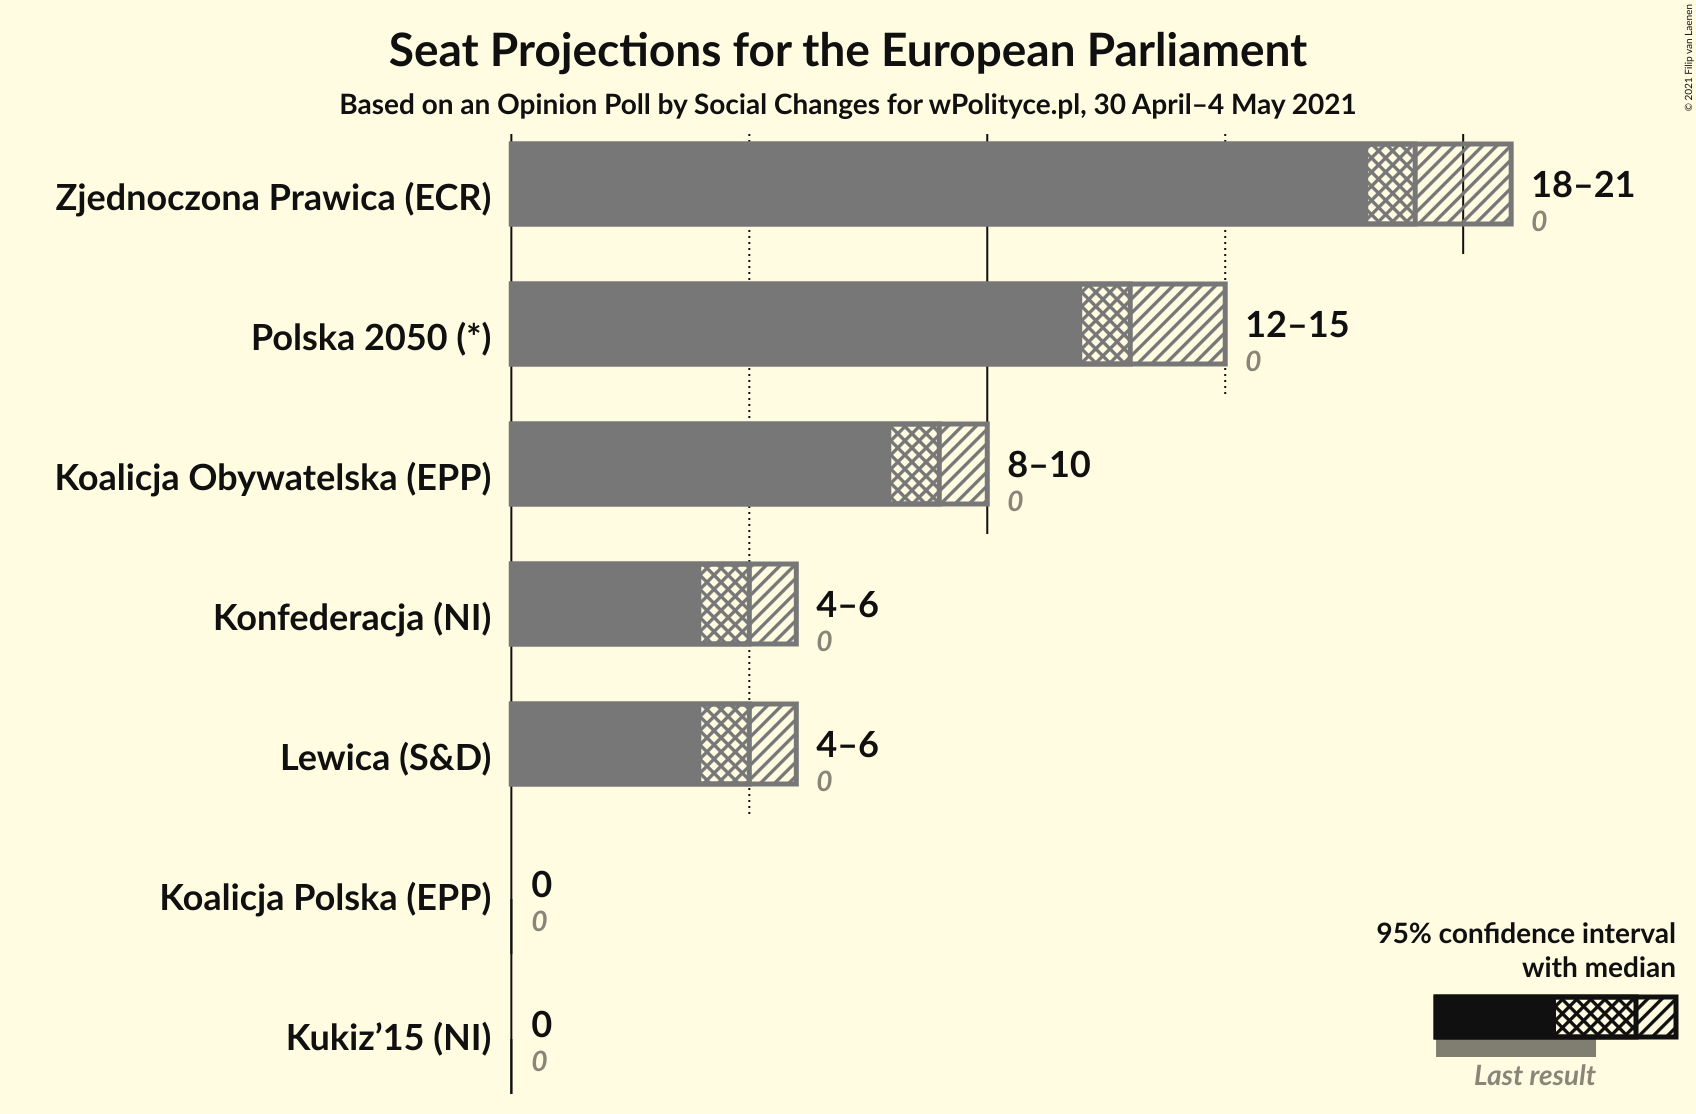 Seat Projections for the European Parliament
Based on an Opinion Poll by Social Changes for wPolityce.pl, 30 April–4 May 2021
© 2021 Filip van Laenen
Zjednoczona Prawica (ECR)
18–21
0
Polska 2050 (*)
12–15
0
Koalicja Obywatelska (EPP)
8–10
0
Konfederacja (NI)
4–6
0
Lewica (S&D)
4–6
0
Koalicja Polska (EPP)
0
0
Kukiz’15 (NI)
0
0
95% confidence interval
with median
Last result